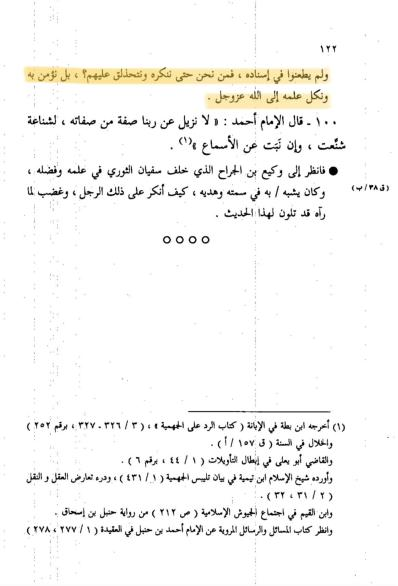 ١٢٢
ولم يطعنوا في إسناده ، فمن نحن حتى ننكره ونتحذلق عليهم؟ ، بل نؤمن به
ونكل علمه إلى الله عزوجل .
١٠٠ ـ قال الإمام أحمد : « لا نزيل عن ربنا صفة من صفاته ، لشناعة
شنّعت ، وإن نَبَت عن الأسماع »(١) .
● فانظر إلى وكيع بن الجراح الذي خلف سفيان الثوري في علمه وفضله ،
وكان يشبه / به في سمته وهديه ، كيف أنكر على ذلك الرجل ، وغضب لما
(ق ٣٨/ب)
رآه قد تلون لهذا الحديث .
٥ ٥ ٥ ٥
(١) أخرجه ابن بطة في الإبانة ( كتاب الرد على الجهمية » ، ( ٣ / ٣٢٦ ـ ٣٢٧ ، برقم ٢٥٢ )
والخلال في السنة ( ق ١٥٧ / أ ) .
والقاضي أبو يعلى في إبطال التأويلات ( ١ / ٤٤ ، برقم ٦ ) .
وأورده شيخ الإسلام ابن تيمية في بيان تلبيس الجهمية ( ١ / ٤٣١ ) ، ودرء تعارض العقل و النقل
( ٢ / ٣١ ، ٣٢ ) .
وابن القيم في اجتماع الجيوش الإسلامية ( ص ٢١٢ ) من رواية حنبل بن إسحاق .
وانظر كتاب المسائل والرسائل المروية عن الإمام أحمد بن حنبل في العقيدة ( ١ / ٢٧٧ ، ٢٧٨ )